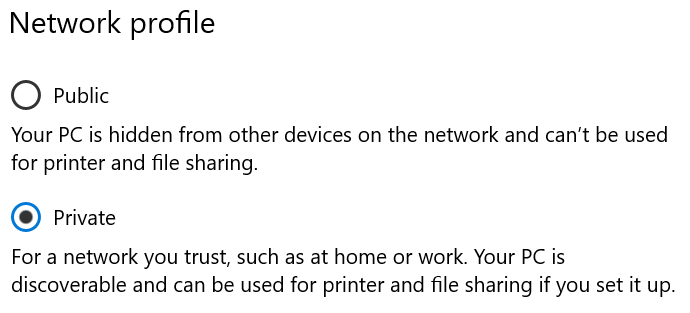 Network profile
Public
Your PC is hidden from other devices on the network and can’t be used
for printer and file sharing.
Private
For a network you trust, such as at home or work. Your PC is
discoverable and can be used for printer and file sharing if you set it up.